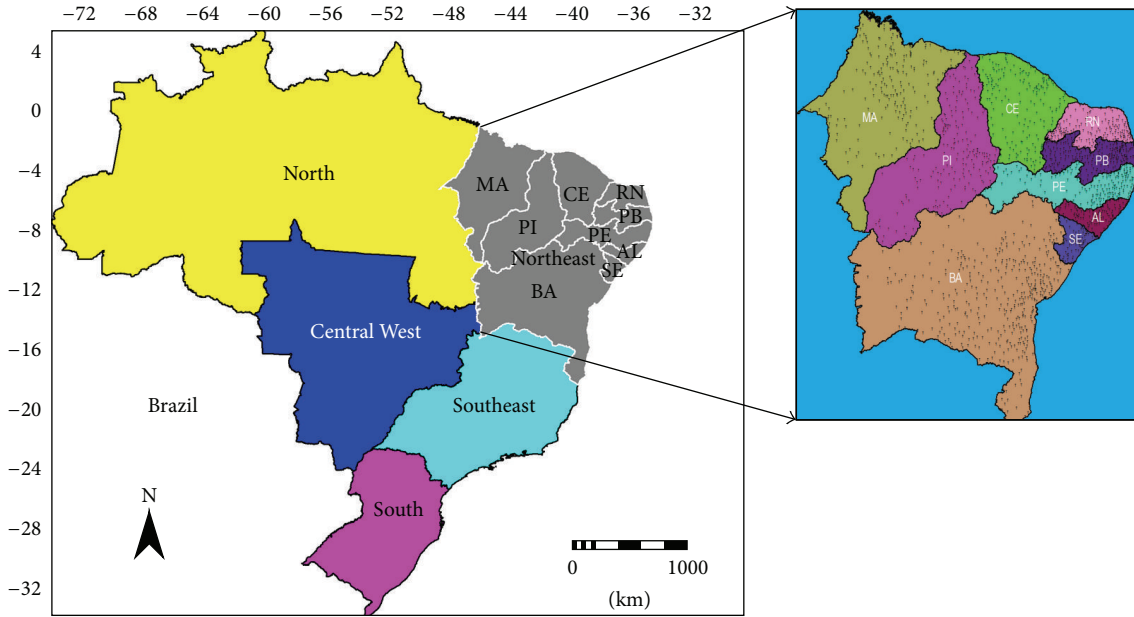 −72 −68 −64 −60 −56 −52 −48 −46 −44 −40 −36 −32
4
0
−4
−8
−12
−16
−20
−24
−28
−32
North
MA
CE
RN
PB
PI
PE
AL
Northeast
SE
BA
Central West
Brazil
Southeast
South
N
0 1000
(km)
MA
CE
RN
PI
PB
PE
AL
SE
BA